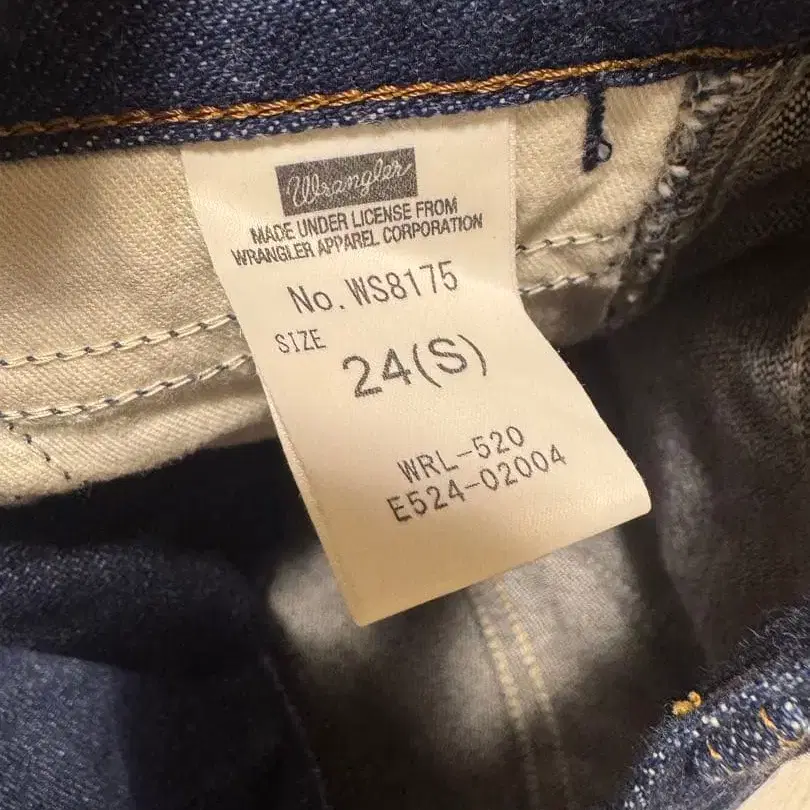 Wrangler
MADE UNDER LICENSE FROM
WRANGLER APPAREL CORPORATION
No. WS8175
SIZE
24(S)
WRL-520
E524-02004